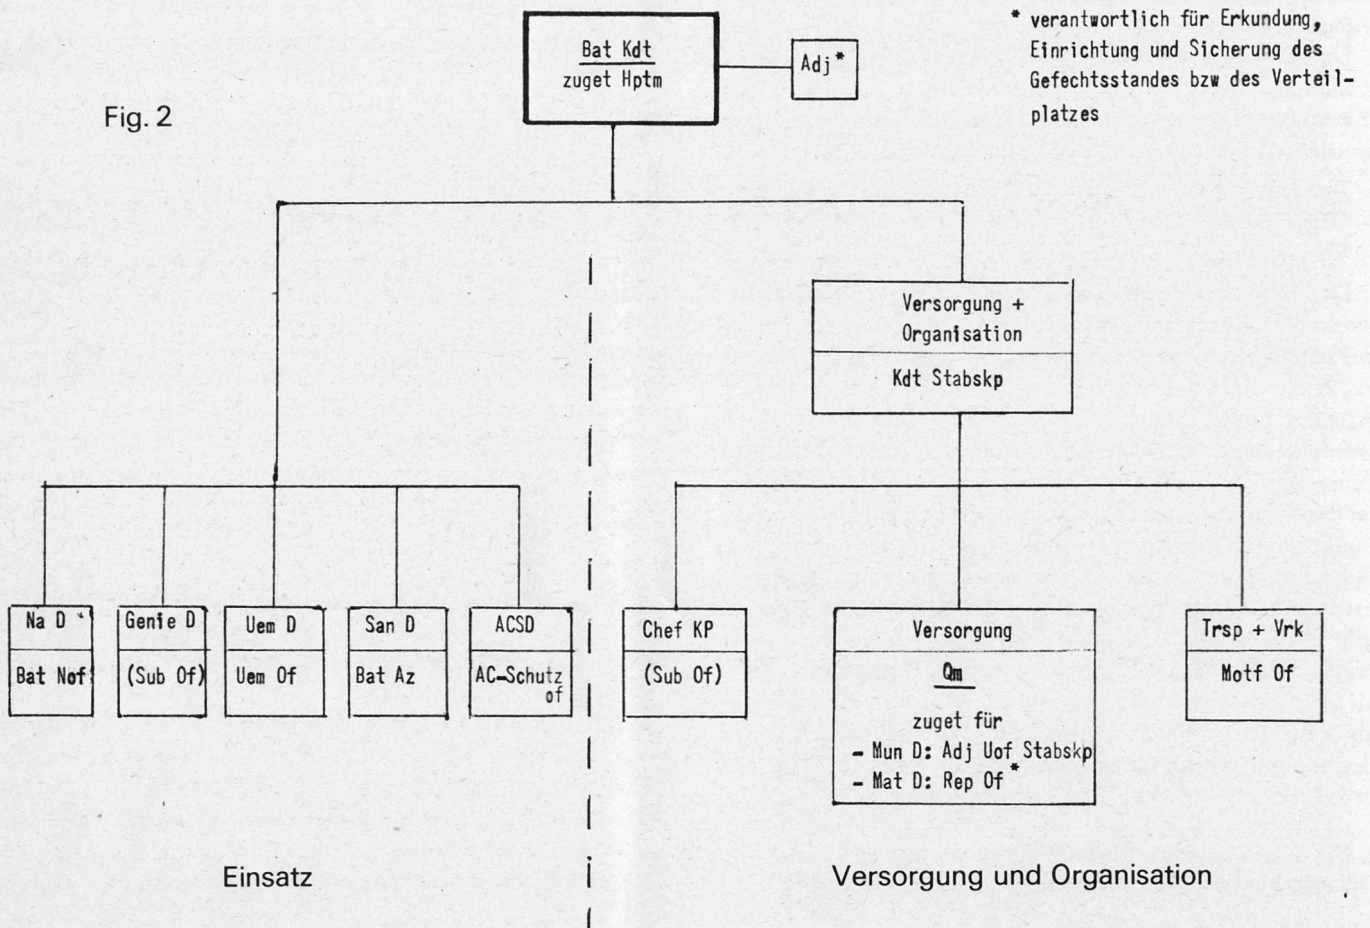 Fig. 2
Bat Kdt
zuget Hptm
Adj*
* verantwortlich für Erkundung,
Einrichtung und Sicherung des
Gefechtsstandes bzw des Verteil-
platzes
Versorgung +
Organisation
Kdt Stabskp
Na D
Bat Nof
Genie D
(Sub Of)
Uem D
Uem Of
San D
Bat Az
ACSD
AC-Schutz
of
Chef KP
(Sub Of)
Versorgung
Qm
zuget für
- Mun D: Adj Uof Stabskp
- Mat D: Rep Of*
Trsp + Vrk
Motf Of
Einsatz
Versorgung und Organisation